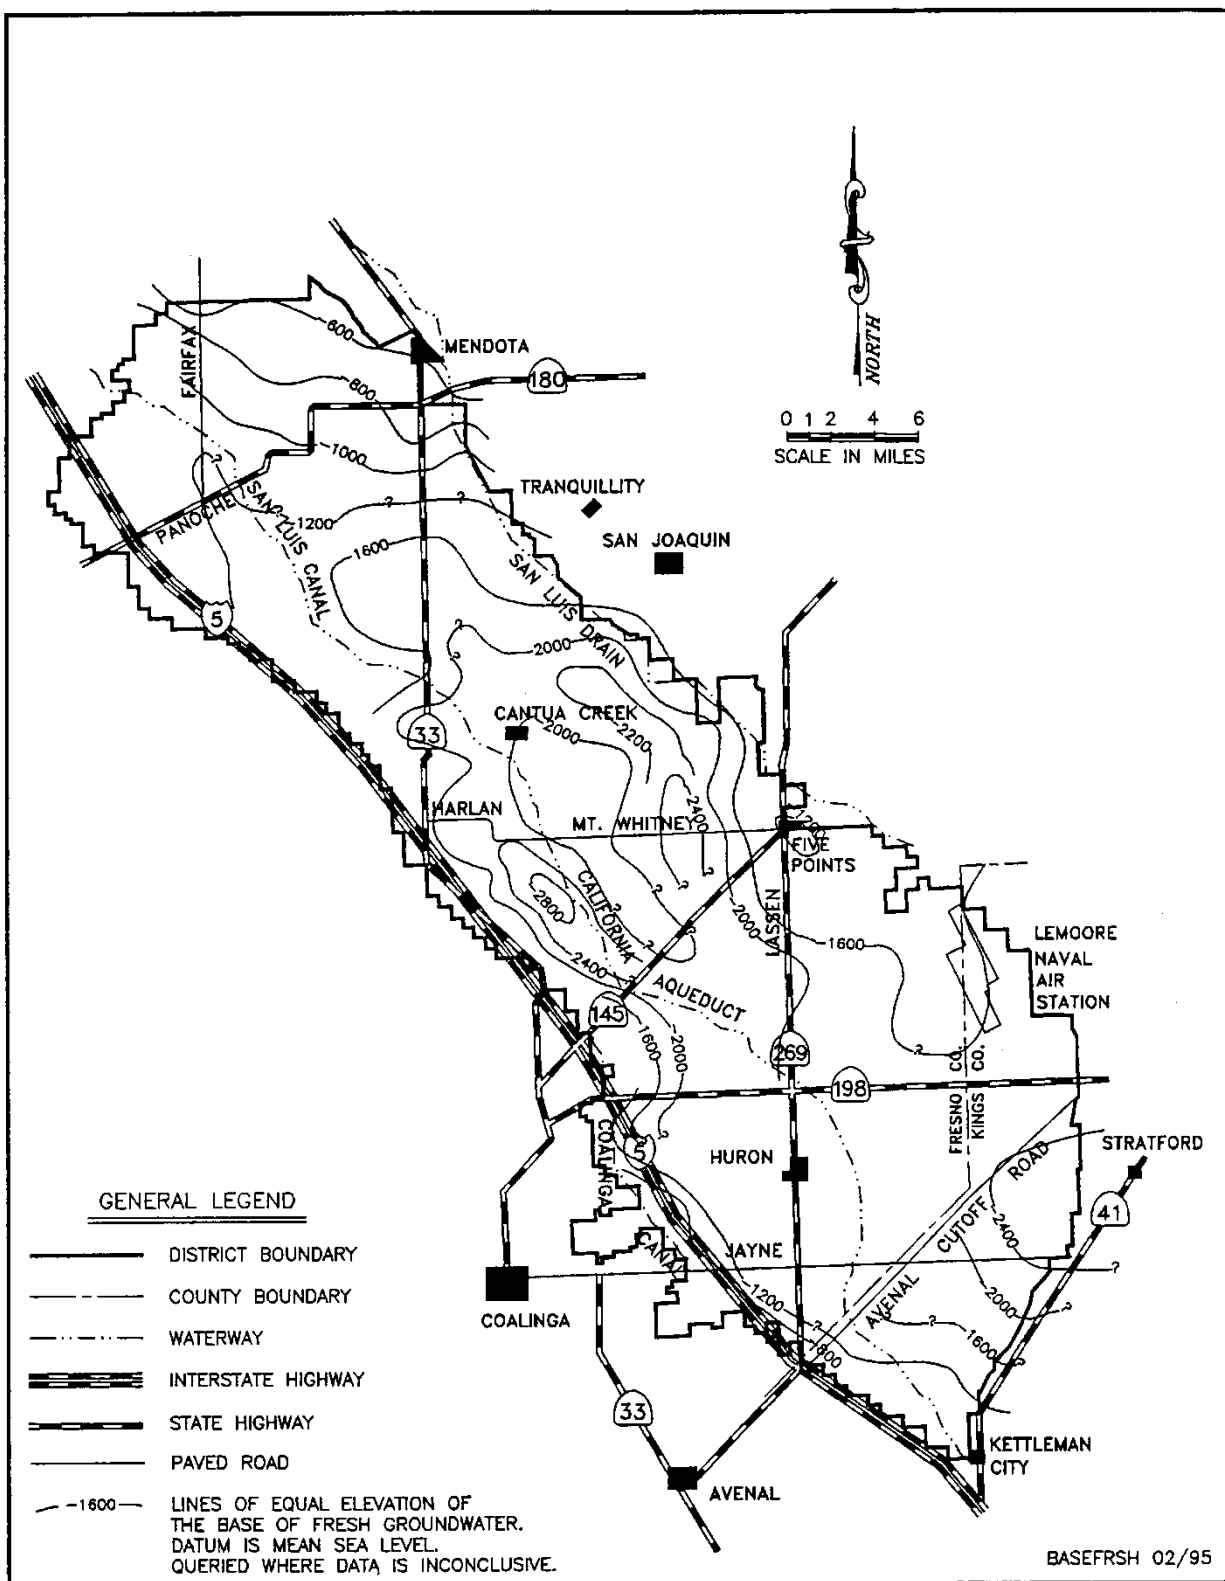 NORTH
0 1 2 4 6
SCALE IN MILES
-600
MENDOTA
180
FAIRFAX
-800
-1000
?
TRANQUILLITY
PANOCHE
SAN LUIS CANAL
?
-1200
?
?
SAN JOAQUIN
-1600
SAN LUIS DRAIN
5
?
-2000
?
CANTUA CREEK
33
-2000
-2200
HARLAN
MT. WHITNEY
-2400
?
?
FIVE
POINTS
-2800
CALIFORNIA
?
?
?
?
?
LASSEN
-2000
-1600
LEMOORE
NAVAL
AIR
STATION
-2400
?
AQUEDUCT
145
-1600
-2000
269
?
198
FRESNO CO.
KINGS CO.
?
?
COALINGA
CANAL
5
HURON
STRATFORD
AVENAL CUTOFF ROAD
41
-2400
?
JAYNE
COALINGA
-1200
-2000
?
?
-1600
?
-800
33
KETTLEMAN
CITY
AVENAL
GENERAL LEGEND
DISTRICT BOUNDARY
COUNTY BOUNDARY
WATERWAY
INTERSTATE HIGHWAY
STATE HIGHWAY
PAVED ROAD
-1600 LINES OF EQUAL ELEVATION OF
THE BASE OF FRESH GROUNDWATER.
DATUM IS MEAN SEA LEVEL.
QUERIED WHERE DATA IS INCONCLUSIVE.
BASEFRSH 02/95